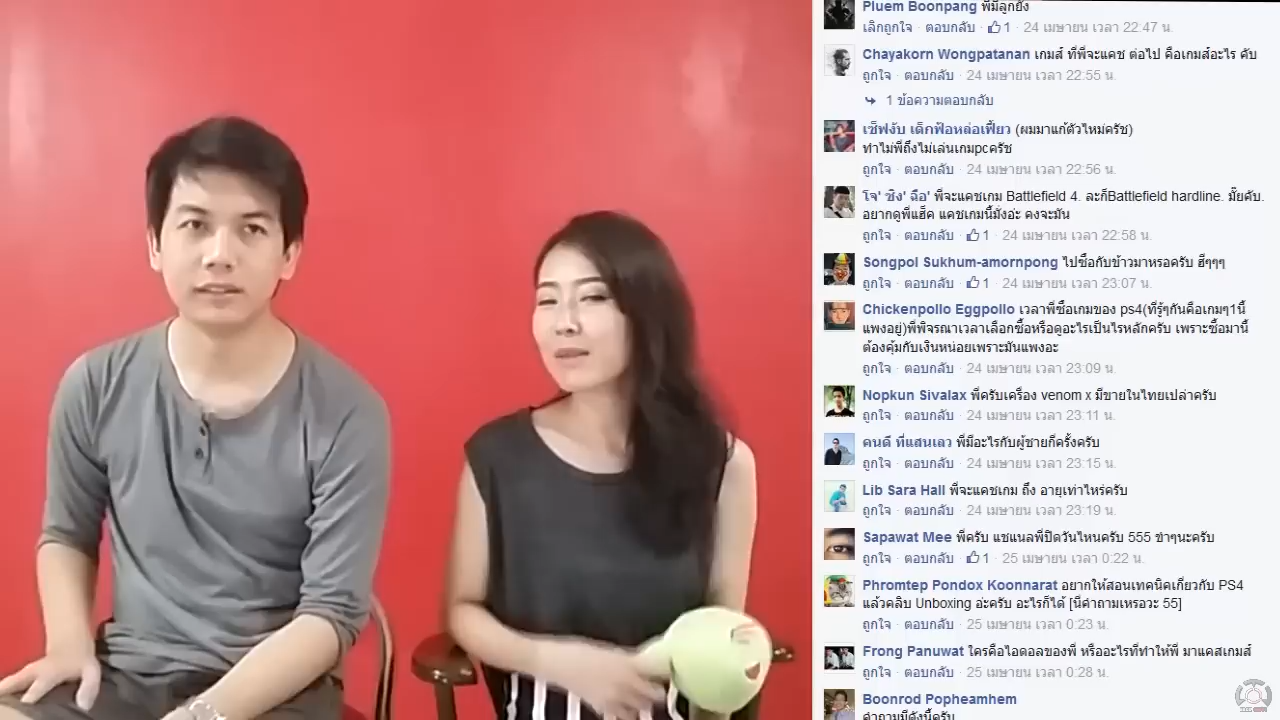 Pluem Boonpang พี่มีลูกยัง
เลิกถูกใจ · ตอบกลับ · 1 · 24 เมษายน เวลา 22:47 น.
Chayakorn Wongpatanan เกมส์ ที่พี่จะแคช ต่อไป คือเกมส์อะไร คับ
ถูกใจ · ตอบกลับ · 24 เมษายน เวลา 22:55 น.
1 ข้อความตอบกลับ
เซ็ฟงับ เด็กฟ้อหล่อเฟี้ยว (ผมมาแก้ตัวไหม่ครัช)
ทำไม่พี่ถึงไม่เล่นเกมpcครัช
ถูกใจ · ตอบกลับ · 24 เมษายน เวลา 22:56 น.
โจ' ชิง' ฉือ' พี่จะแคชเกม Battlefield 4. ละก็Battlefield hardline. มั๊ยคับ.
อยากดูพี่แฮ็ค แคชเกมนี้มั่งอ่ะ คงจะมัน
ถูกใจ · ตอบกลับ · 1 · 24 เมษายน เวลา 22:58 น.
Songpol Sukhum-amornpong ไปซื้อกับข้าวมาหรอครับ ฮี่ๆๆๆ
ถูกใจ · ตอบกลับ · 1 · 24 เมษายน เวลา 23:07 น.
Chickenpollo Eggpollo เวลาพี่ซื้อเกมของ ps4(ที่รู้ๆกันคือเกมๆ1นี้
แพงอยู่)พี่พิจรณาเวลาเลือกซื้อหรือดูอะไรเป็นไรหลักครับ เพราะซื้อมานี้
ต้องคุ้มกับเงินหน่อยเพราะมันแพงอะ
ถูกใจ · ตอบกลับ · 24 เมษายน เวลา 23:09 น.
Nopkun Sivalax พี่ครับเครื่อง venom x มีขายในไทยเปล่าครับ
ถูกใจ · ตอบกลับ · 24 เมษายน เวลา 23:11 น.
คนดี ที่แสนเลว พี่มีอะไรกับผู้ชายกี่ครั้งครับ
ถูกใจ · ตอบกลับ · 24 เมษายน เวลา 23:15 น.
Lib Sara Hall พี่จะแคชเกม ถึง อายุเท่าไหร่ครับ
ถูกใจ · ตอบกลับ · 24 เมษายน เวลา 23:19 น.
Sapawat Mee พี่ครับ แชแนลพี่ปิดวันไหนครับ 555 ขำๆนะครับ
ถูกใจ · ตอบกลับ · 1 · 25 เมษายน เวลา 0:22 น.
Phromtep Pondox Koonnarat อยากให้สอนเทคนิคเกี่ยวกับ PS4
แล้วคลิป Unboxing อ่ะครับ อะไรก็ได้ [นี่คำถามเหรอวะ 55]
ถูกใจ · ตอบกลับ · 25 เมษายน เวลา 0:23 น.
Frong Panuwat ใครคือไอดอลของพี่ หรืออะไรที่ทำให้พี่ มาแคสเกมส์
ถูกใจ · ตอบกลับ · 25 เมษายน เวลา 0:28 น.
Boonrod Popheamhem
คำถามมีดังนี้ครับ